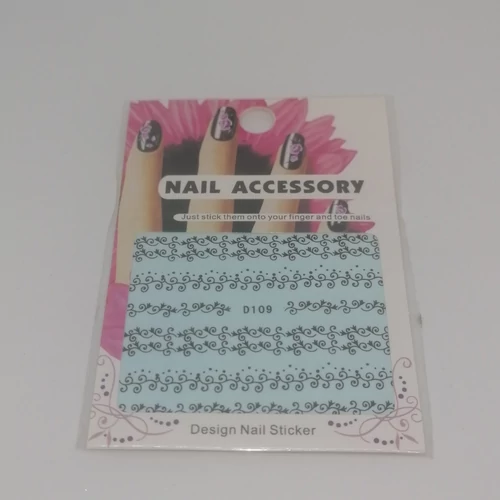 NAIL ACCESSORY
Just stick them onto your finger and toe nails
D109
Design Nail Sticker